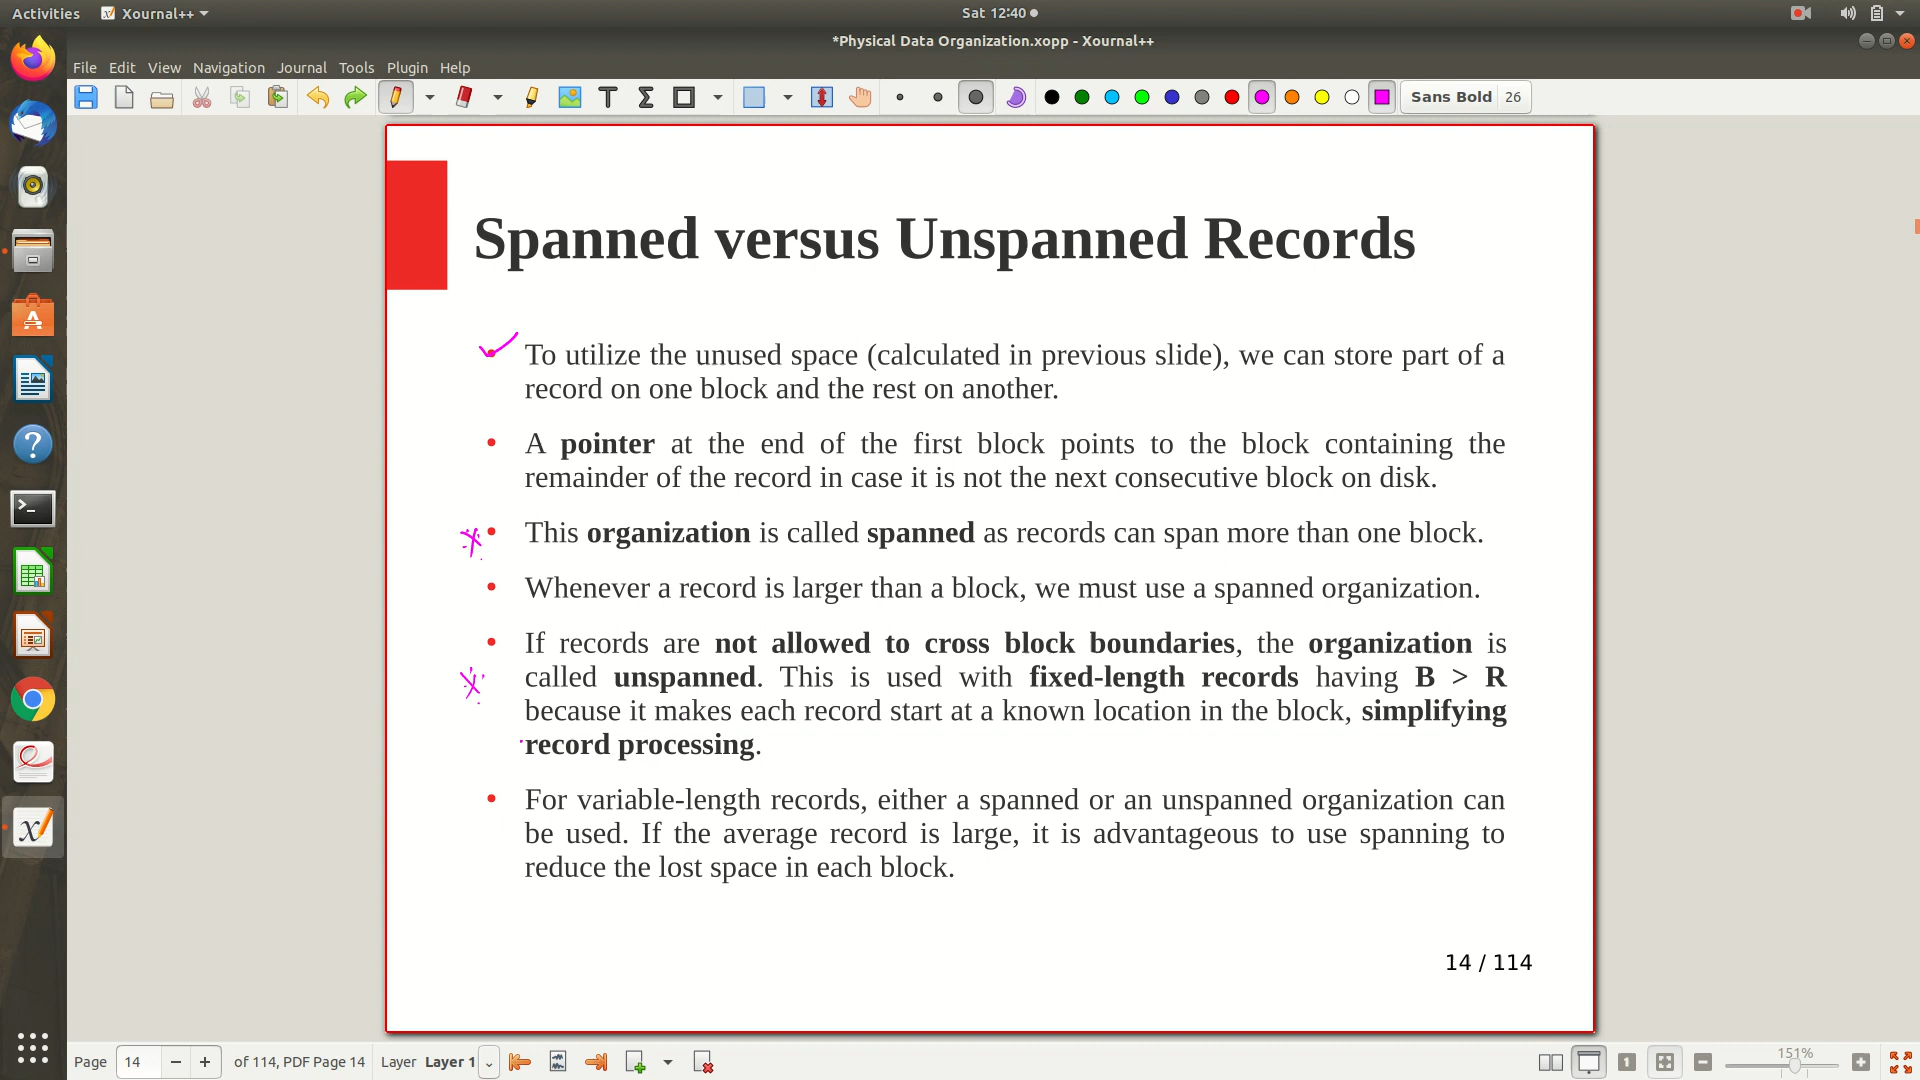 Activities Xournal++ Sat 12:40
*Physical Data Organization.xopp - Xournal++
File Edit View Navigation Journal Tools Plugin Help
Sans Bold 26
Spanned versus Unspanned Records
• To utilize the unused space (calculated in previous slide), we can store part of a
record on one block and the rest on another.
• A pointer at the end of the first block points to the block containing the
remainder of the record in case it is not the next consecutive block on disk.
• This organization is called spanned as records can span more than one block.
• Whenever a record is larger than a block, we must use a spanned organization.
• If records are not allowed to cross block boundaries, the organization is
called unspanned. This is used with fixed-length records having B > R
because it makes each record start at a known location in the block, simplifying
record processing.
• For variable-length records, either a spanned or an unspanned organization can
be used. If the average record is large, it is advantageous to use spanning to
reduce the lost space in each block.
14 / 114
Page 14 − + of 114, PDF Page 14 Layer Layer 1 151%